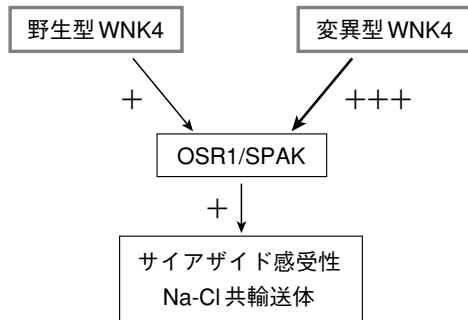 野生型WNK4
変異型WNK4
+
+++
OSR1/SPAK
+
サイアザイド感受性
Na-Cl共輸送体